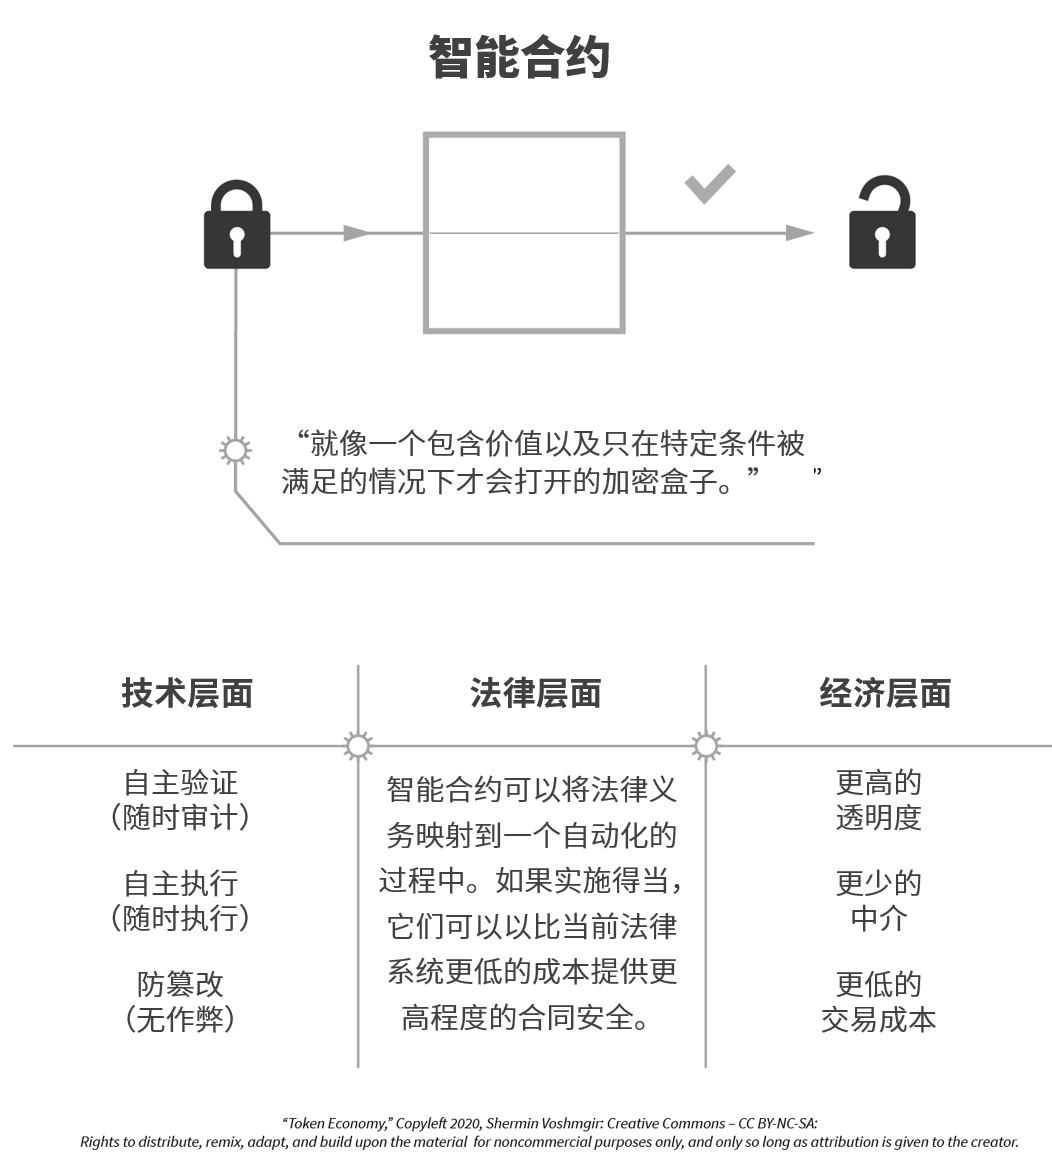 智能合约
“就像一个包含价值以及只在特定条件被
满足的情况下才会打开的加密盒子。” ”
技术层面
自主验证
（随时审计）
自主执行
（随时执行）
防篡改
（无作弊）
法律层面
智能合约可以将法律义
务映射到一个自动化的
过程中。如果实施得当，
它们可以以比当前法律
系统更低的成本提供更
高程度的合同安全。
经济层面
更高的
透明度
更少的
中介
更低的
交易成本
“Token Economy,” Copyleft 2020, Shermin Voshmgir: Creative Commons – CC BY-NC-SA:
Rights to distribute, remix, adapt, and build upon the material for noncommercial purposes only, and only so long as attribution is given to the creator.